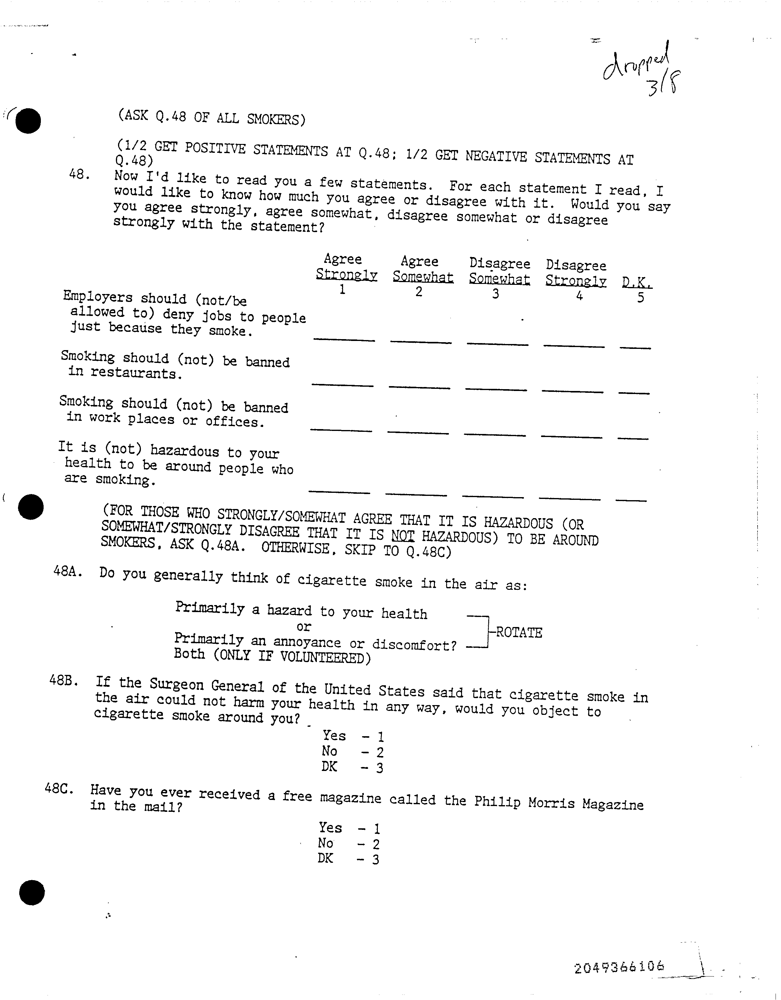 dropped
3/8
(ASK Q.48 OF ALL SMOKERS)
(1/2 GET POSITIVE STATEMENTS AT Q.48; 1/2 GET NEGATIVE STATEMENTS AT
Q.48)
48. Now I'd like to read you a few statements. For each statement I read, I
would like to know how much you agree or disagree with it. Would you say
you agree strongly, agree somewhat, disagree somewhat or disagree
strongly with the statement?
Agree Agree Disagree Disagree
Strongly Somewhat Somewhat Strongly D.K.
1 2 3 4 5
Employers should (not/be
allowed to) deny jobs to people
just because they smoke.
Smoking should (not) be banned
in restaurants.
Smoking should (not) be banned
in work places or offices.
It is (not) hazardous to your
health to be around people who
are smoking.
(FOR THOSE WHO STRONGLY/SOMEWHAT AGREE THAT IT IS HAZARDOUS (OR
SOMEWHAT/STRONGLY DISAGREE THAT IT IS NOT HAZARDOUS) TO BE AROUND
SMOKERS, ASK Q.48A. OTHERWISE, SKIP TO Q.48C)
48A. Do you generally think of cigarette smoke in the air as:
Primarily a hazard to your health
or
ROTATE
Primarily an annoyance or discomfort?
Both (ONLY IF VOLUNTEERED)
48B. If the Surgeon General of the United States said that cigarette smoke in
the air could not harm your health in any way, would you object to
cigarette smoke around you?
Yes - 1
No - 2
DK - 3
48C. Have you ever received a free magazine called the Philip Morris Magazine
in the mail?
Yes - 1
No - 2
DK - 3
2049366106